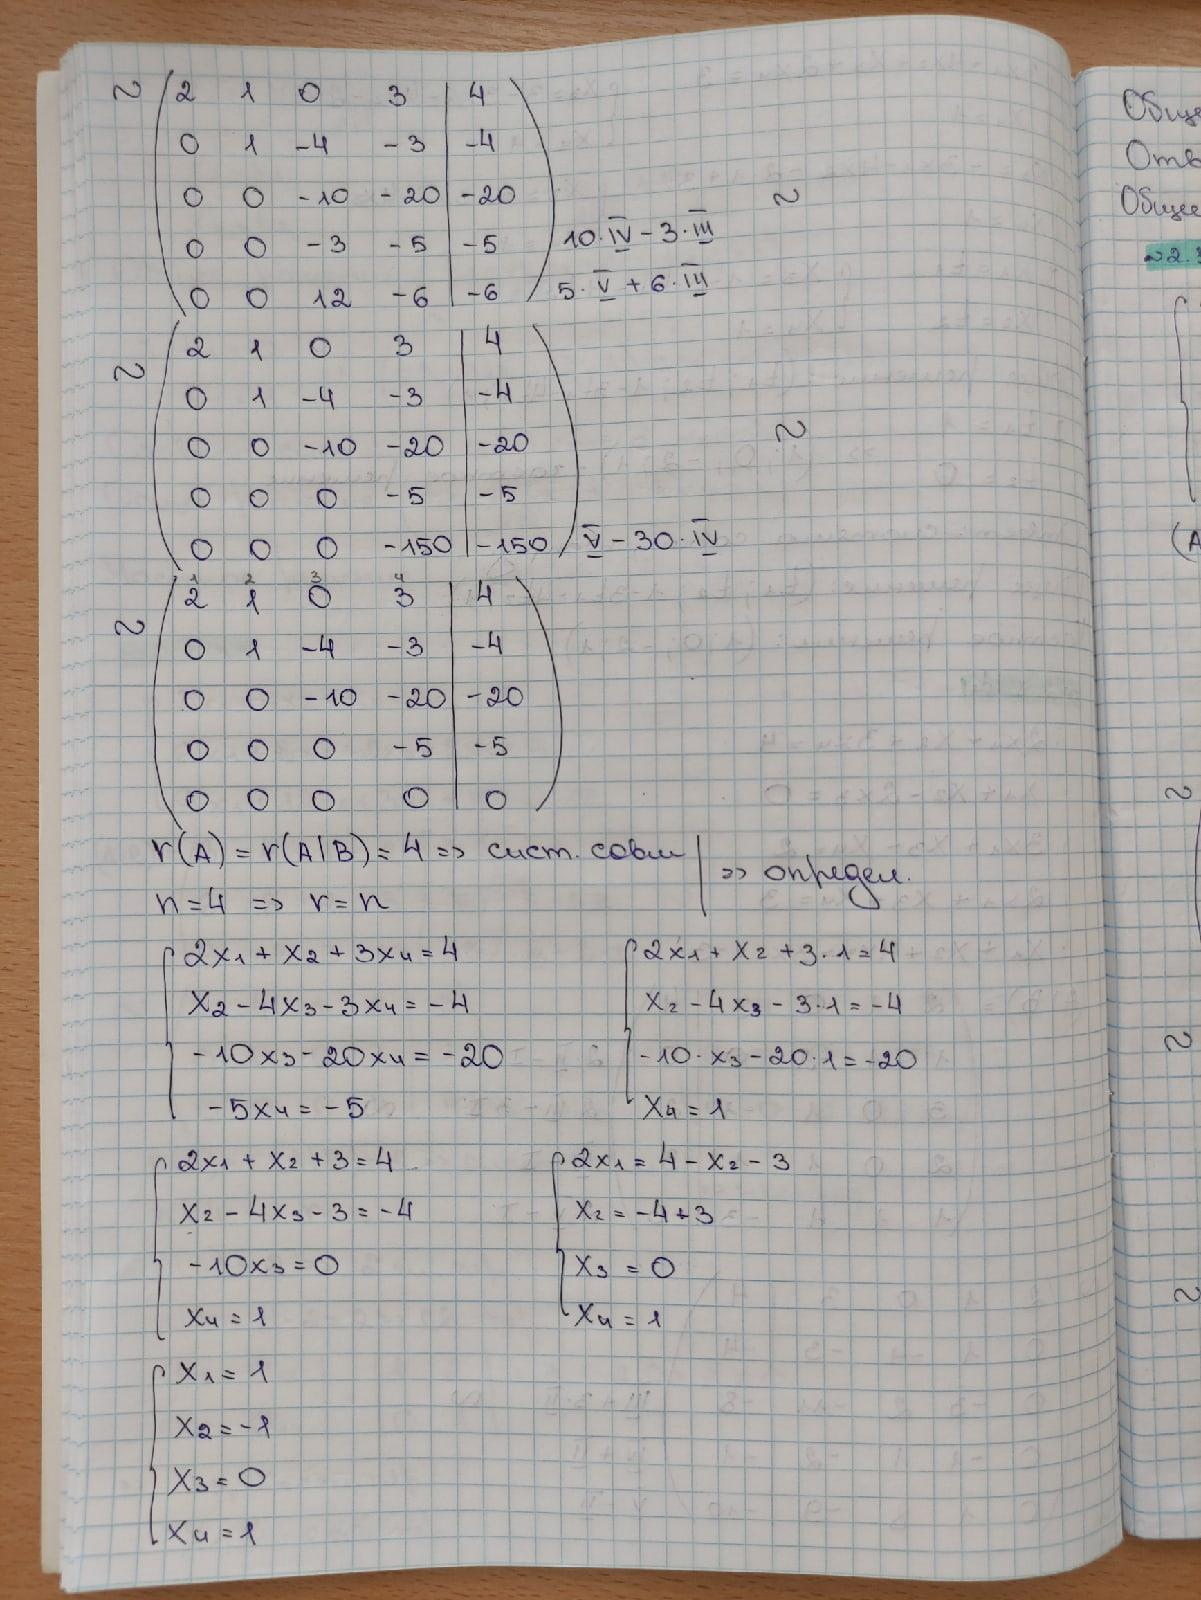 ~ 2 1 0 3 | 4
0 1 -4 -3 | -4
0 0 -10 -20 | -20 ~
0 0 -3 -5 | -5 10·IV - 3·III
0 0 12 -6 | -6 5·V + 6·III
~ 2 1 0 3 | 4
0 1 -4 -3 | -4
0 0 -10 -20 | -20 ~
0 0 0 -5 | -5
0 0 0 -150 | -150 V - 30·IV
1 2 3 4
~ 2 1 0 3 | 4
0 1 -4 -3 | -4
0 0 -10 -20 | -20
0 0 0 -5 | -5
0 0 0 0 | 0
r(A) = r(A|B) = 4 => сист. совм | => определ.
n=4 => r=n
2x₁ + x₂ + 3x₄ = 4
x₂ - 4x₃ - 3x₄ = -4
-10x₃ - 20x₄ = -20
-5x₄ = -5
2x₁ + x₂ + 3·1 = 4
x₂ - 4x₃ - 3·1 = -4
-10·x₃ - 20·1 = -20
x₄ = 1
2x₁ + x₂ + 3 = 4
x₂ - 4x₃ - 3 = -4
-10x₃ = 0
x₄ = 1
2x₁ = 4 - x₂ - 3
x₂ = -4+3
x₃ = 0
x₄ = 1
x₁ = 1
x₂ = -1
x₃ = 0
x₄ = 1
Обще
Отв
Общее
~2.3
(A
~
~
~